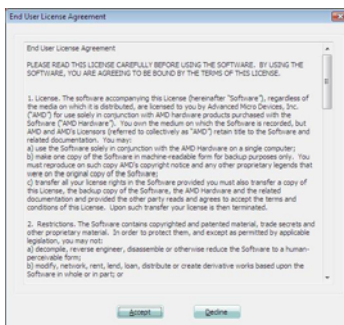 End User License Agreement
End User License Agreement
PLEASE READ THIS LICENSE CAREFULLY BEFORE USING THE SOFTWARE. BY USING THE
SOFTWARE, YOU ARE AGREEING TO BE BOUND BY THE TERMS OF THIS LICENSE.
1. License. The software accompanying this License (hereinafter "Software"), regardless of
the media on which it is distributed, are licensed to you by Advanced Micro Devices, Inc.
("AMD") for use solely in conjunction with AMD hardware products purchased with the
Software ("AMD Hardware"). You own the medium on which the Software is recorded, but
AMD and AMD's Licensors (referred to collectively as "AMD") retain title to the Software and
related documentation. You may:
a) use the Software solely in conjunction with the AMD Hardware on a single computer;
b) make one copy of the Software in machine-readable form for backup purposes only. You
must reproduce on such copy AMD's copyright notice and any other proprietary legends that
were on the original copy of the Software;
c) transfer all your license rights in the Software provided you must also transfer a copy of
this License, the backup copy of the Software, the AMD Hardware and the related
documentation and provided the other party reads and agrees to accept the terms and
conditions of this License. Upon such transfer your license is then terminated.
2. Restrictions. The Software contains copyrighted and patented material, trade secrets and
other proprietary material. In order to protect them, and except as permitted by applicable
legislation, you may not:
a) decompile, reverse engineer, disassemble or otherwise reduce the Software to a human-
perceivable form;
b) modify, network, rent, lend, loan, distribute or create derivative works based upon the
Software in whole or in part; or
Accept
Decline